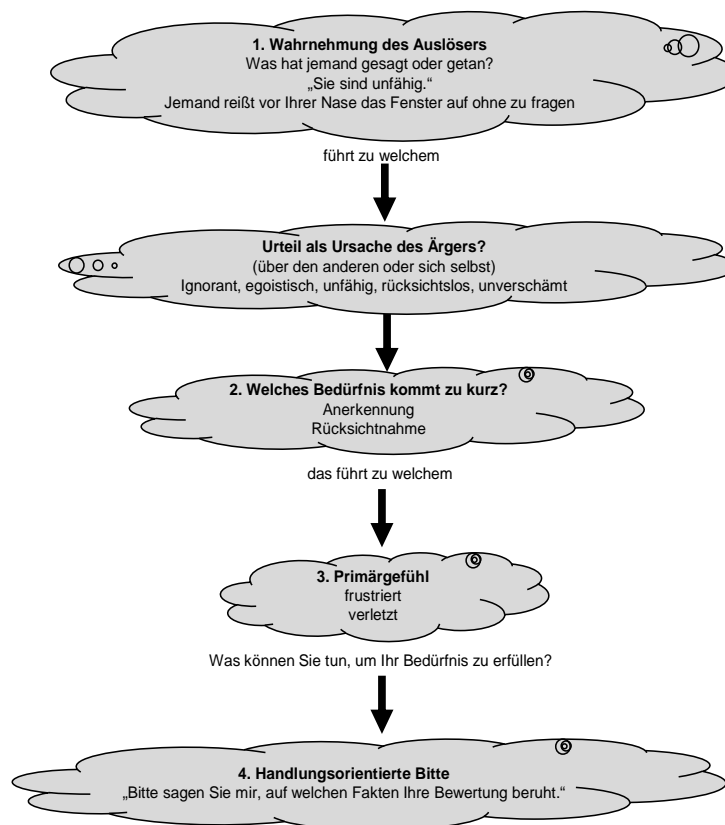 1. Wahrnehmung des Auslösers
Was hat jemand gesagt oder getan?
„Sie sind unfähig.“
Jemand reißt vor Ihrer Nase das Fenster auf ohne zu fragen
führt zu welchem
Urteil als Ursache des Ärgers?
(über den anderen oder sich selbst)
Ignorant, egoistisch, unfähig, rücksichtslos, unverschämt
2. Welches Bedürfnis kommt zu kurz?
Anerkennung
Rücksichtnahme
das führt zu welchem
3. Primärgefühl
frustriert
verletzt
Was können Sie tun, um Ihr Bedürfnis zu erfüllen?
4. Handlungsorientierte Bitte
„Bitte sagen Sie mir, auf welchen Fakten Ihre Bewertung beruht.“